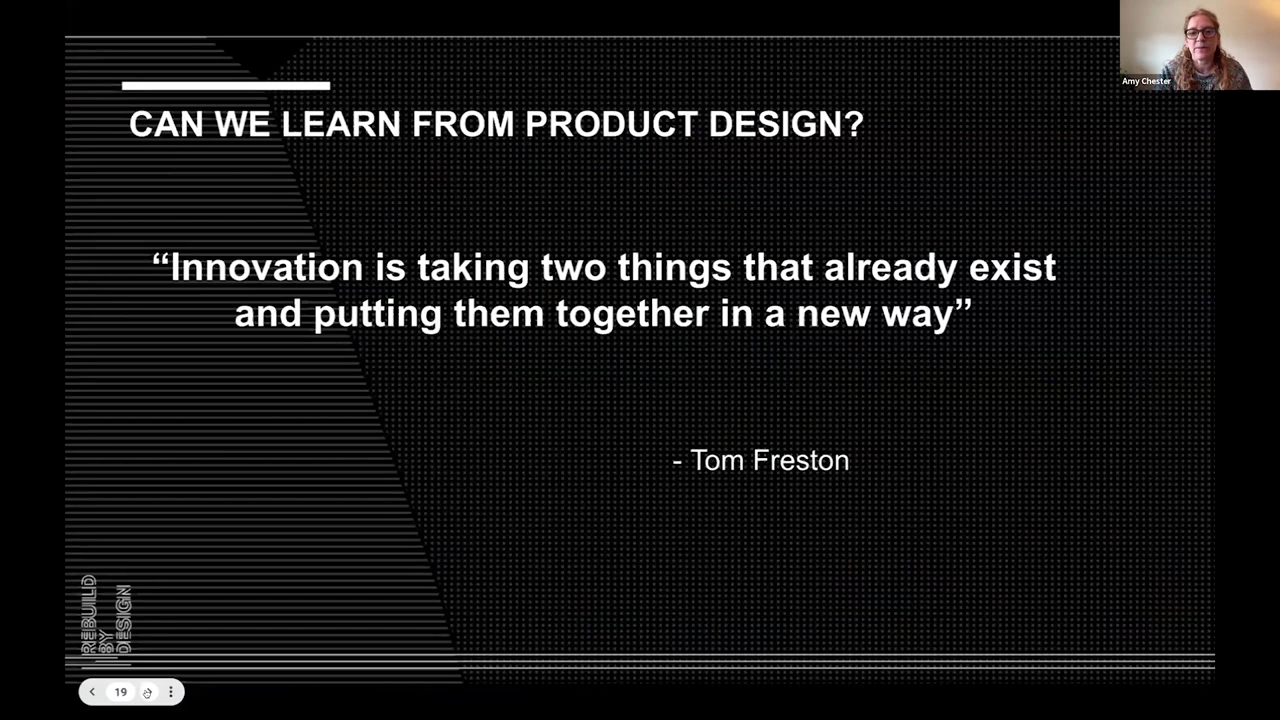 Amy Chester
CAN WE LEARN FROM PRODUCT DESIGN?
“Innovation is taking two things that already exist
and putting them together in a new way”
- Tom Freston
REBUILD
BY
DESIGN
19